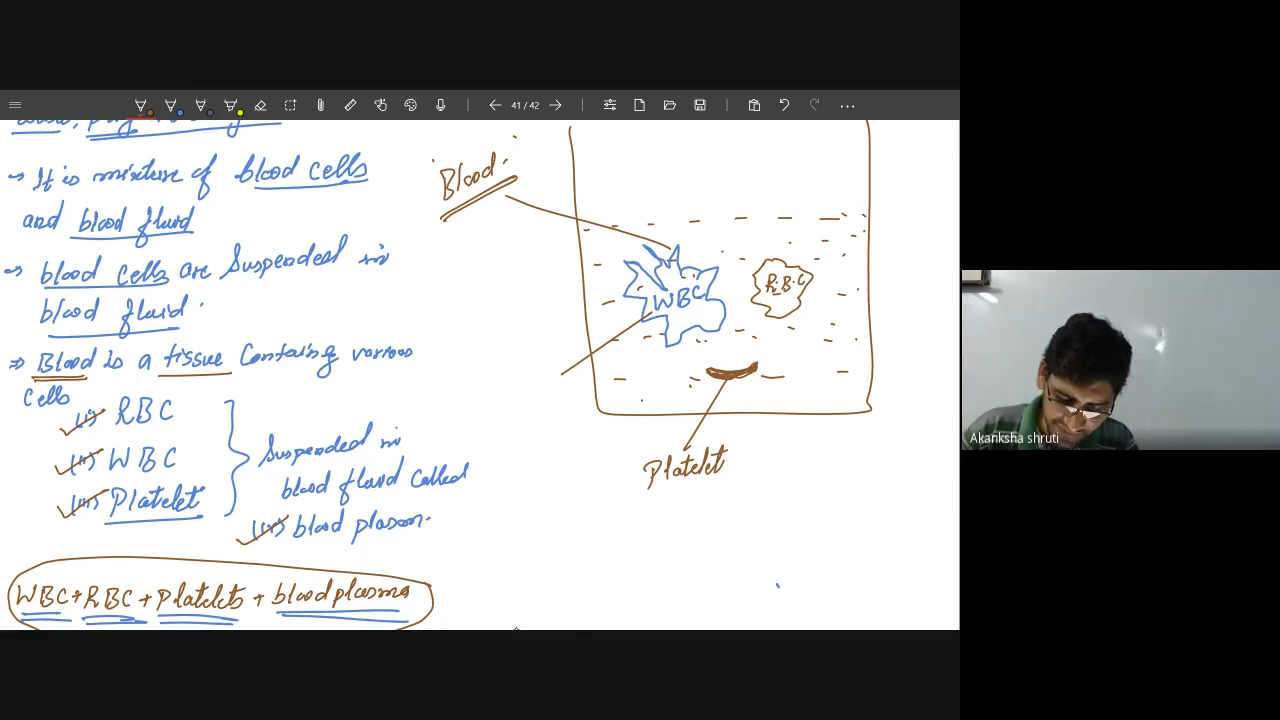 41 / 42
→ It is mixture of blood cells
and blood fluid
→ blood cells are suspended in
blood fluid.
⇒ Blood is a tissue containing various
cells
(i) RBC
(ii) WBC
(iii) Platelet
Suspended in
blood fluid called
(iv) blood plasm.
WBC + RBC + Platelets + blood plasma
Blood
WBC
R.B.C
Platelet
Akanksha shruti